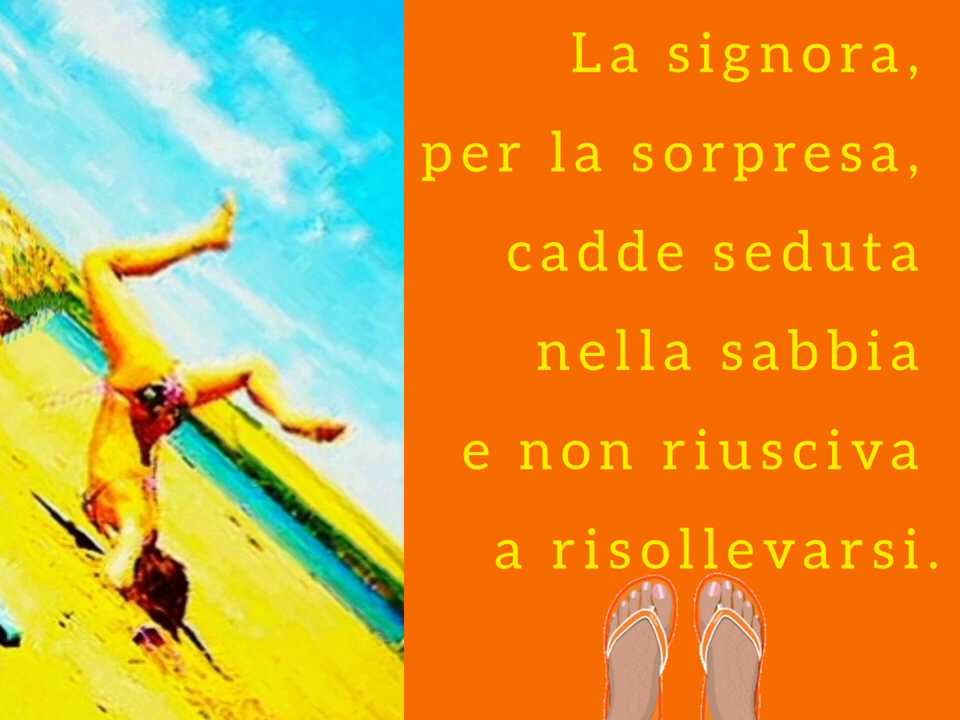 La signora,
per la sorpresa,
cadde seduta
nella sabbia
e non riusciva
a risollevarsi.